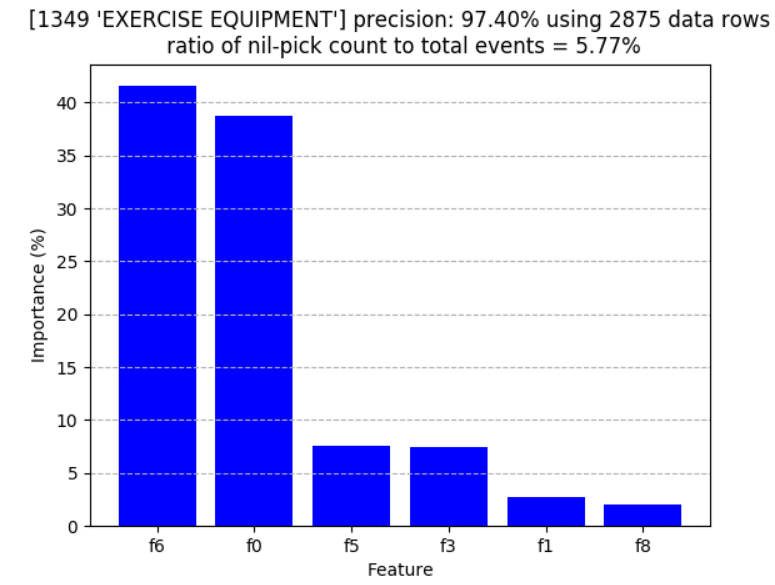 [1349 'EXERCISE EQUIPMENT'] precision: 97.40% using 2875 data rows
ratio of nil-pick count to total events = 5.77%
40
35
30
25
20
15
10
5
0
Importance (%)
f6 f0 f5 f3 f1 f8
Feature